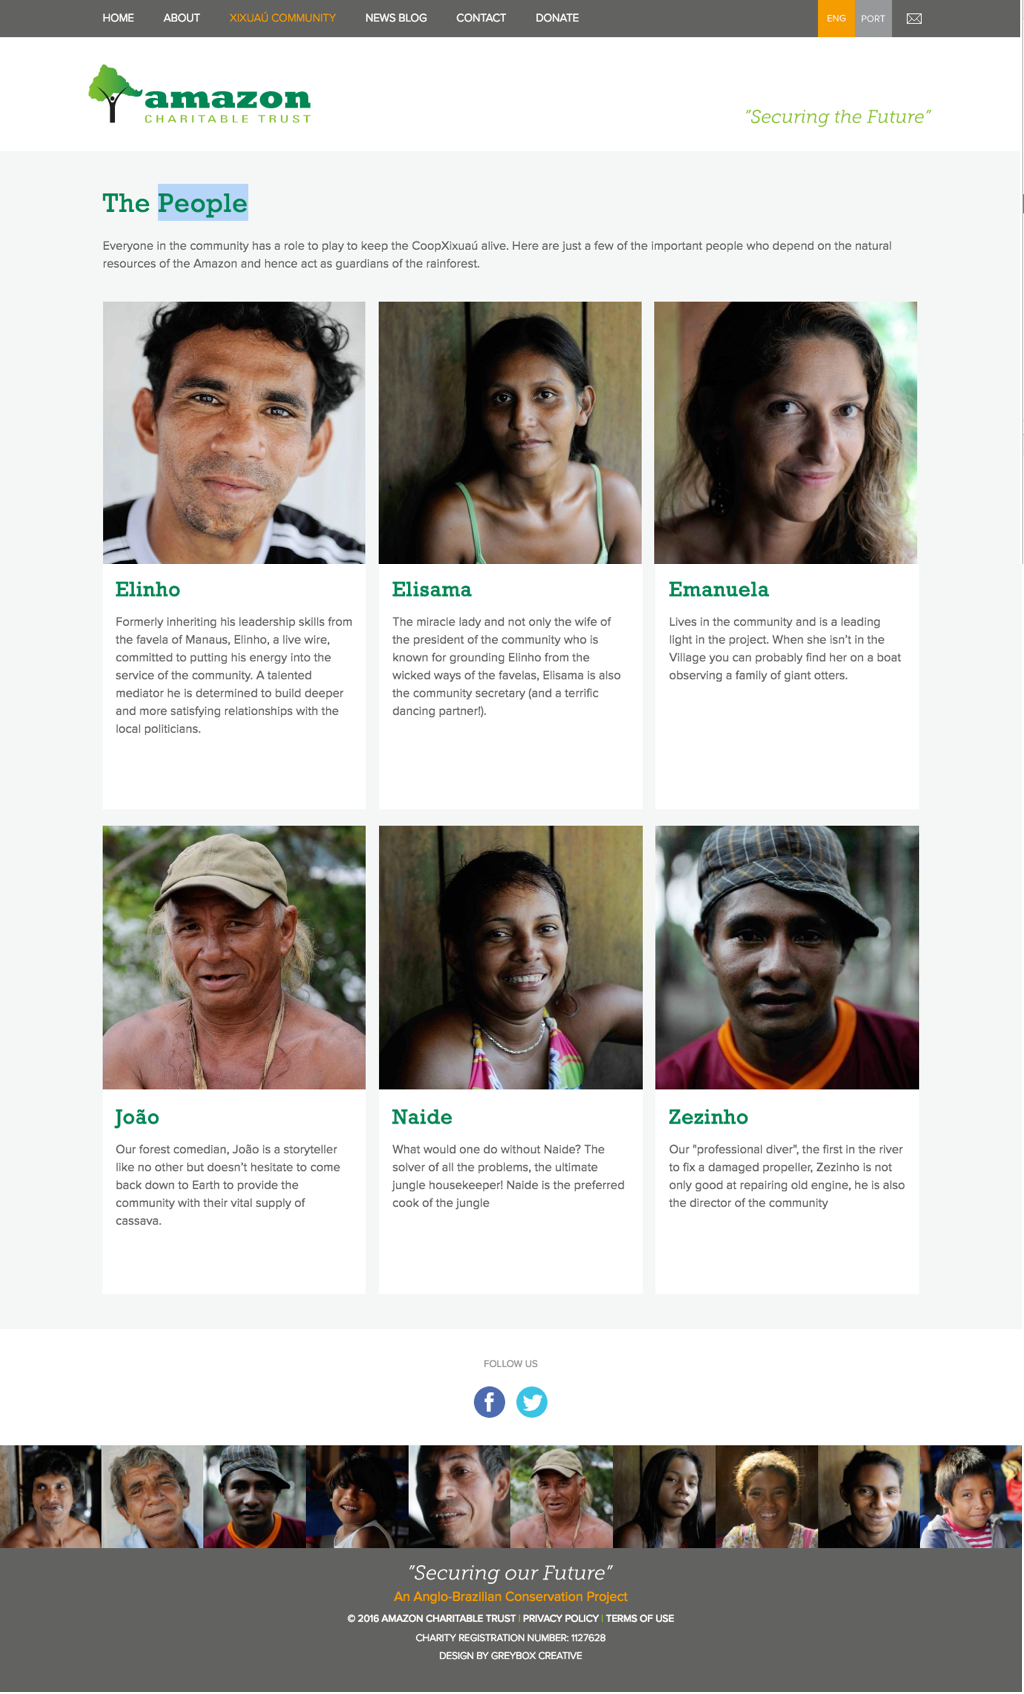 HOME ABOUT XIXUAÚ COMMUNITY NEWS BLOG CONTACT DONATE ENG PORT
amazon
CHARITABLE TRUST
"Securing the Future"
The People
Everyone in the community has a role to play to keep the CoopXixuaú alive. Here are just a few of the important people who depend on the natural
resources of the Amazon and hence act as guardians of the rainforest.
Elinho
Formerly inheriting his leadership skills from
the favela of Manaus, Elinho, a live wire,
committed to putting his energy into the
service of the community. A talented
mediator he is determined to build deeper
and more satisfying relationships with the
local politicians.
Elisama
The miracle lady and not only the wife of
the president of the community who is
known for grounding Elinho from the
wicked ways of the favelas, Elisama is also
the community secretary (and a terrific
dancing partner!).
Emanuela
Lives in the community and is a leading
light in the project. When she isn't in the
Village you can probably find her on a boat
observing a family of giant otters.
João
Our forest comedian, João is a storyteller
like no other but doesn't hesitate to come
back down to Earth to provide the
community with their vital supply of
cassava.
Naide
What would one do without Naide? The
solver of all the problems, the ultimate
jungle housekeeper! Naide is the preferred
cook of the jungle
Zezinho
Our "professional diver", the first in the river
to fix a damaged propeller, Zezinho is not
only good at repairing old engine, he is also
the director of the community
FOLLOW US
"Securing our Future"
An Anglo-Brazilian Conservation Project
© 2016 AMAZON CHARITABLE TRUST | PRIVACY POLICY | TERMS OF USE
CHARITY REGISTRATION NUMBER: 1127628
DESIGN BY GREYBOX CREATIVE